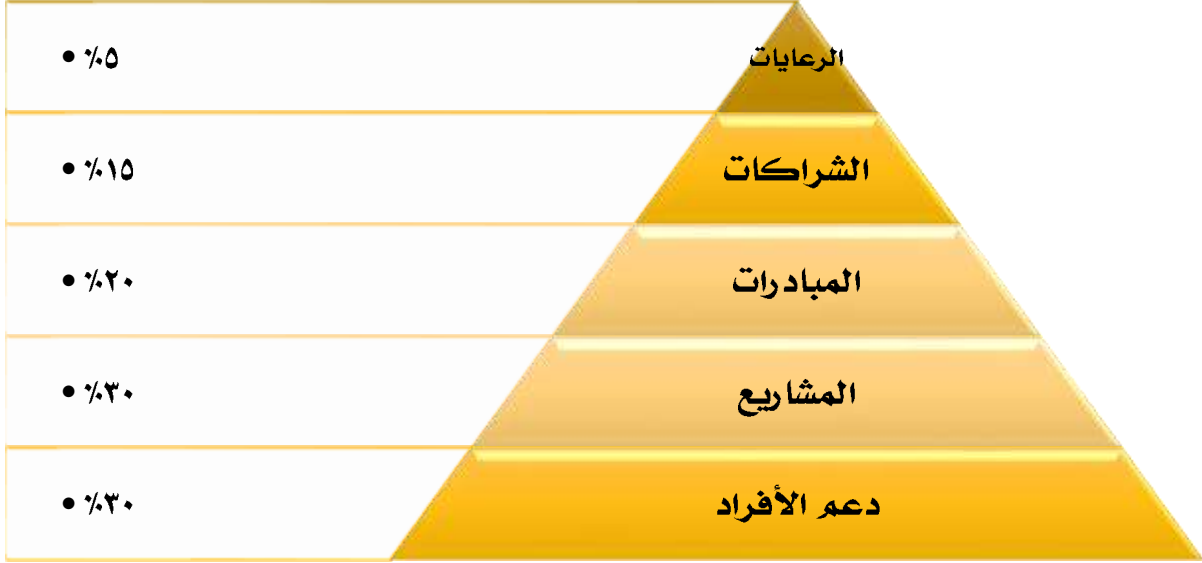 الرعايات
• ٪٥
الشراكات
• ٪١٥
المبادرات
• ٪٢٠
المشاريع
• ٪٣٠
دعم الأفراد
• ٪٣٠